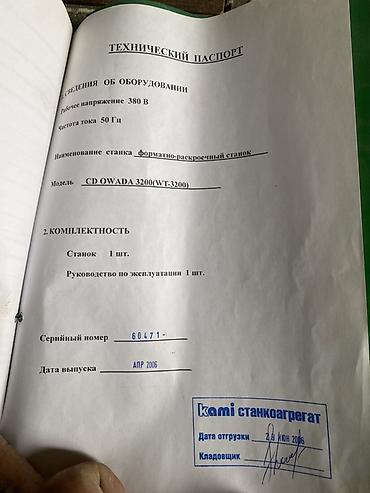 ТЕХНИЧЕСКИЙ ПАСПОРТ
СВЕДЕНИЯ ОБ ОБОРУДОВАНИИ
Рабочее напряжение 380 В
Частота тока 50 Гц
Наименование станка форматно-раскроечный станок
Модель CD OWADA 3200(WT-3200)
2. КОМПЛЕКТНОСТЬ
Станок 1 шт.
Руководство по эксплуатации 1 шт.
Серийный номер 60471-
Дата выпуска АПР 2006
kami станкоагрегат
Дата отгрузки 29 ИЮН 2006
Кладовщик